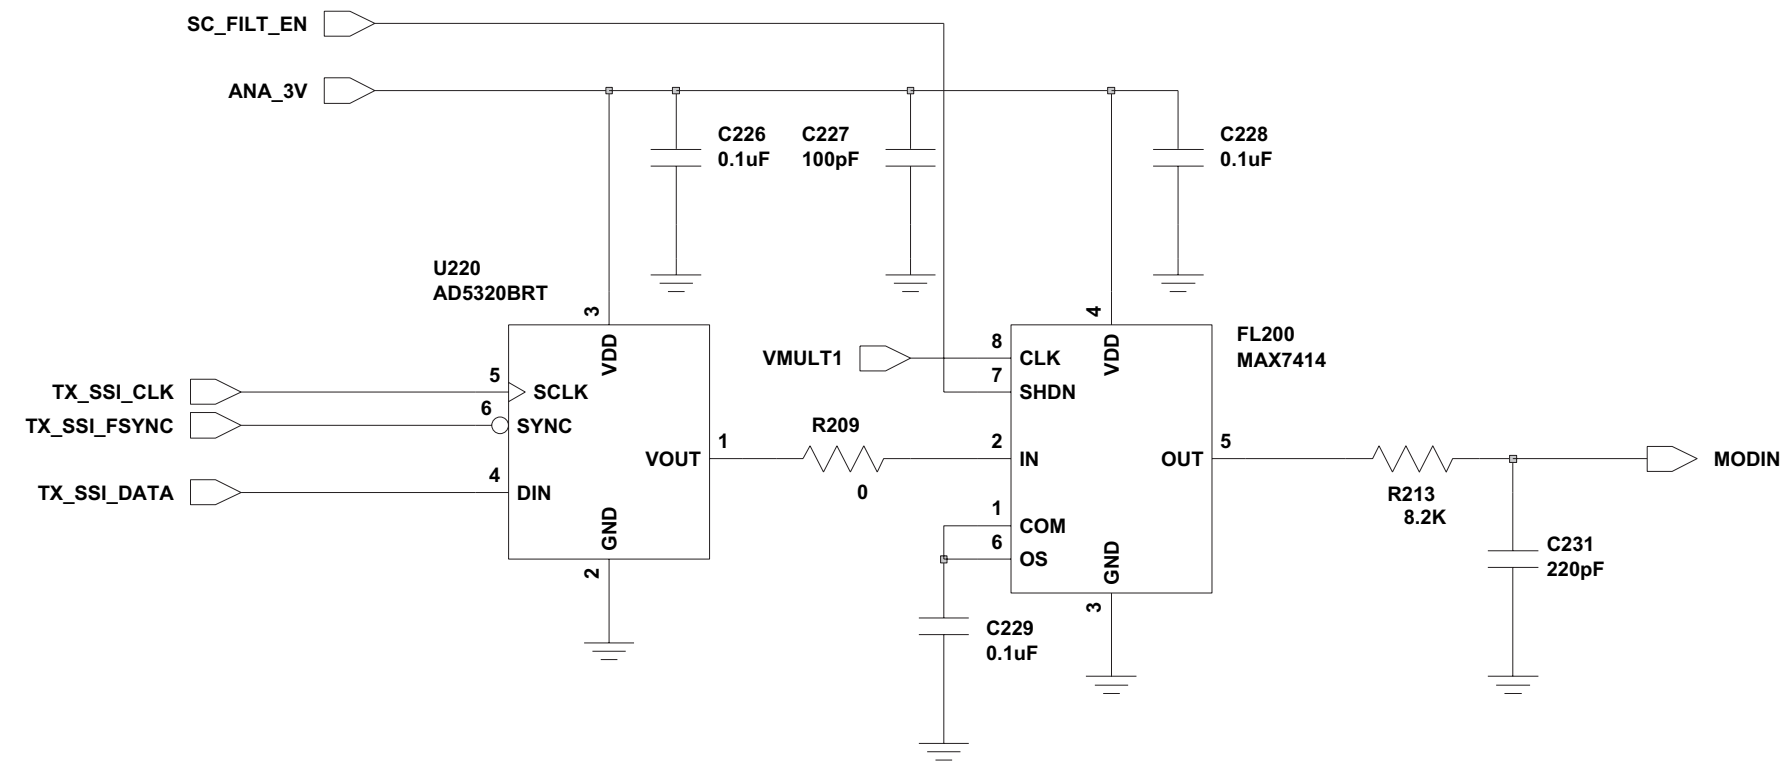 SC_FILT_EN
ANA_3V
C226
0.1uF
C227
100pF
C228
0.1uF
U220
AD5320BRT
3
VDD
4
VDD
FL200
MAX7414
VMULT1
8
CLK
7
SHDN
TX_SSI_CLK
5
SCLK
TX_SSI_FSYNC
6
SYNC
R209
0
1
VOUT
2
IN
OUT
5
MODIN
TX_SSI_DATA
4
DIN
R213
8.2K
GND
2
1
COM
6
OS
GND
3
C231
220pF
C229
0.1uF